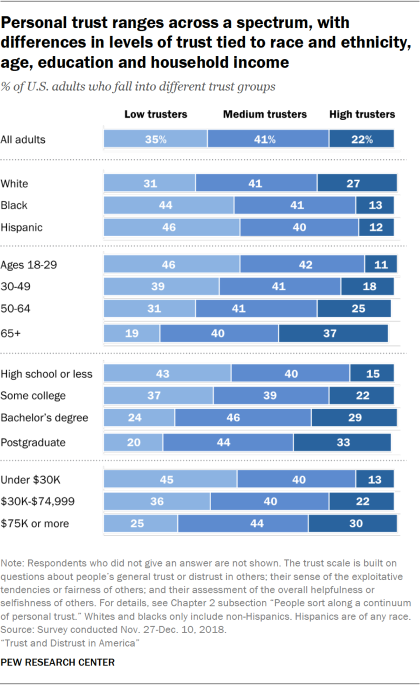 Personal trust ranges across a spectrum, with
differences in levels of trust tied to race and ethnicity,
age, education and household income
% of U.S. adults who fall into different trust groups
Low trusters Medium trusters High trusters
All adults 35% 41% 22%
White 31 41 27
Black 44 41 13
Hispanic 46 40 12
Ages 18-29 46 42 11
30-49 39 41 18
50-64 31 41 25
65+ 19 40 37
High school or less 43 40 15
Some college 37 39 22
Bachelor's degree 24 46 29
Postgraduate 20 44 33
Under $30K 45 40 13
$30K-$74,999 36 40 22
$75K or more 25 44 30
Note: Respondents who did not give an answer are not shown. The trust scale is built on
questions about people's general trust or distrust in others; their sense of the exploitative
tendencies or fairness of others; and their assessment of the overall helpfulness or
selfishness of others. For details, see Chapter 2 subsection "People sort along a continuum
of personal trust." Whites and blacks only include non-Hispanics. Hispanics are of any race.
Source: Survey conducted Nov. 27-Dec. 10, 2018.
"Trust and Distrust in America"
PEW RESEARCH CENTER